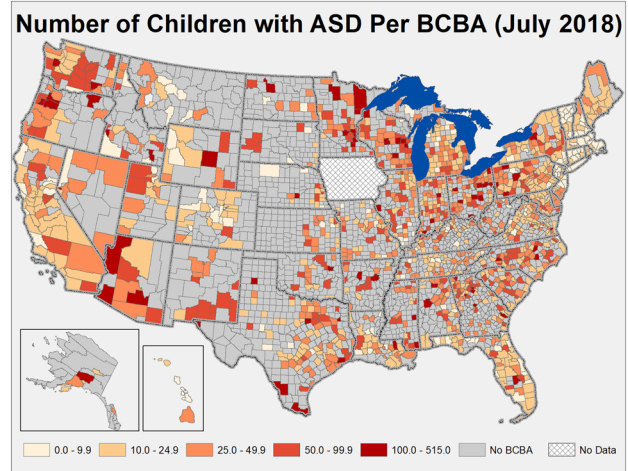 Number of Children with ASD Per BCBA (July 2018)
0.0 - 9.9 10.0 - 24.9 25.0 - 49.9 50.0 - 99.9 100.0 - 515.0 No BCBA No Data